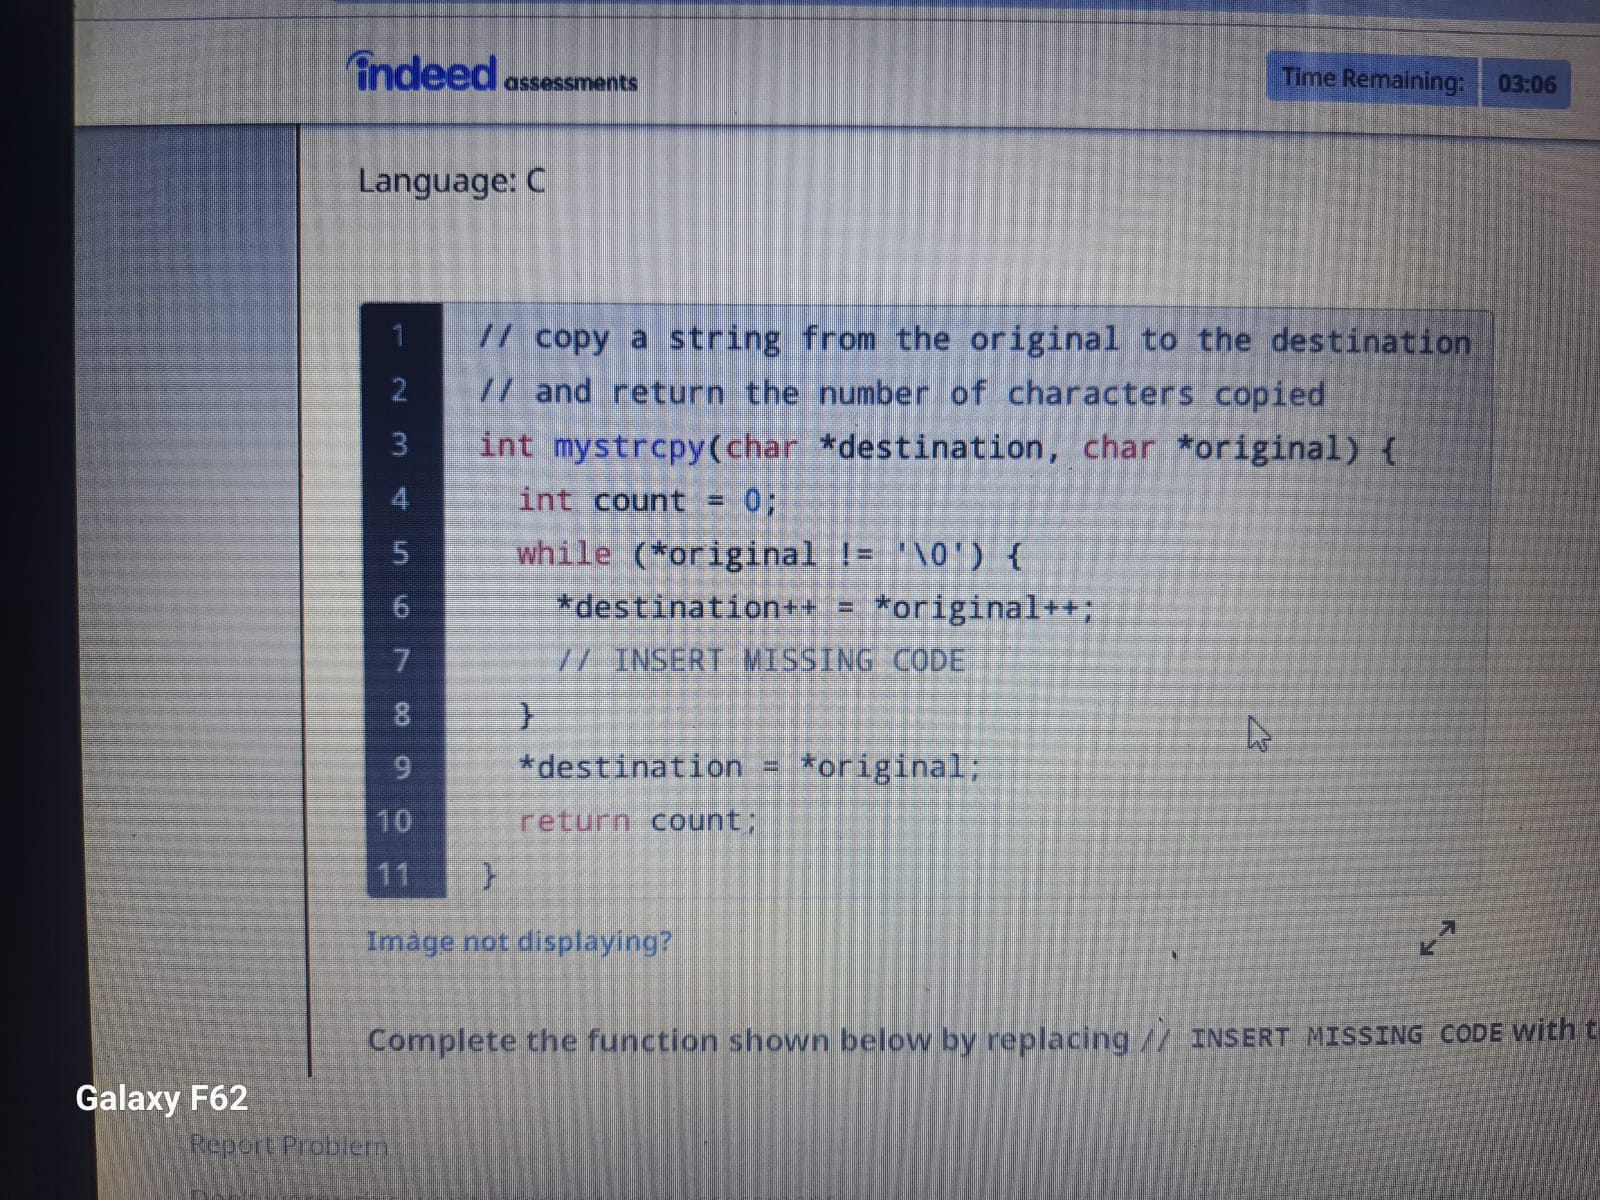 indeed assessments
Time Remaining: 03:06
Language: C
1 // copy a string from the original to the destination
2 // and return the number of characters copied
3 int mystrcpy(char *destination, char *original) {
4 int count = 0;
5 while (*original != '\0') {
6 *destination++ = *original++;
7 // INSERT MISSING CODE
8 }
9 *destination = *original;
10 return count;
11 }
Image not displaying?
Complete the function shown below by replacing // INSERT MISSING CODE with t
Galaxy F62
Report Problem